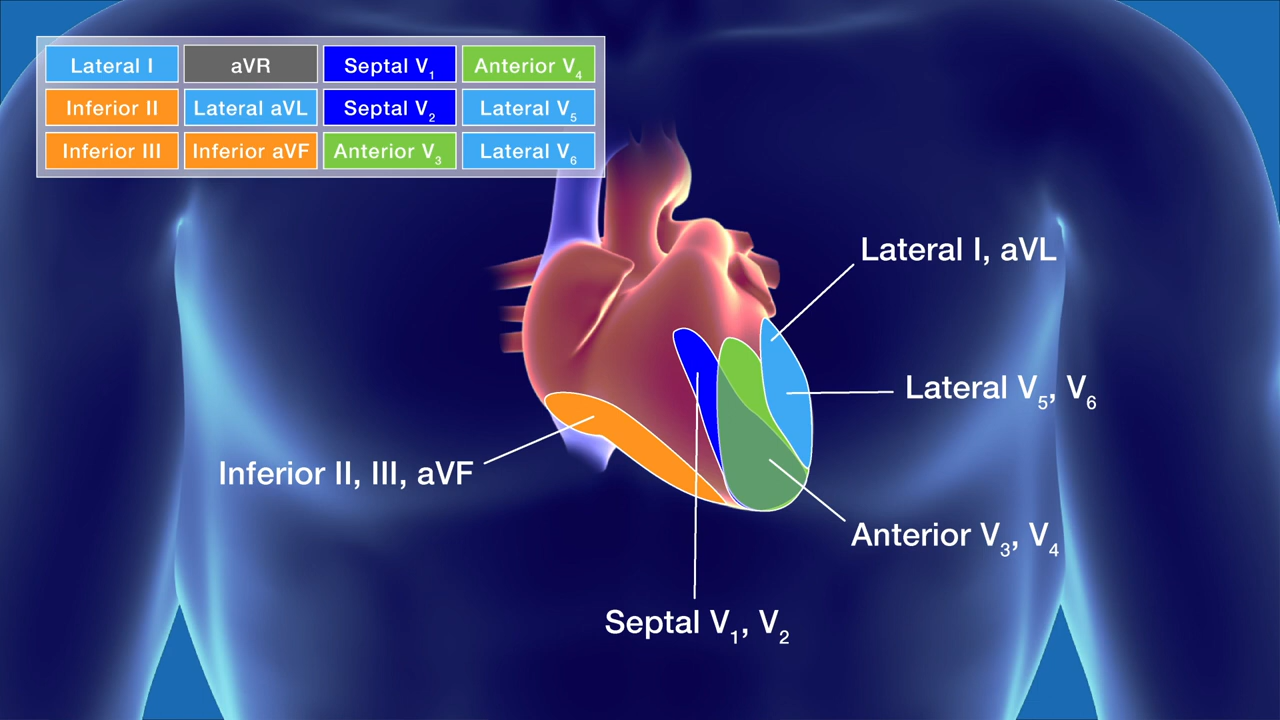 Lateral I aVR Septal V₁ Anterior V₄
Inferior II Lateral aVL Septal V₂ Lateral V₅
Inferior III Inferior aVF Anterior V₃ Lateral V₆
Lateral I, aVL
Lateral V₅, V₆
Inferior II, III, aVF
Anterior V₃, V₄
Septal V₁, V₂